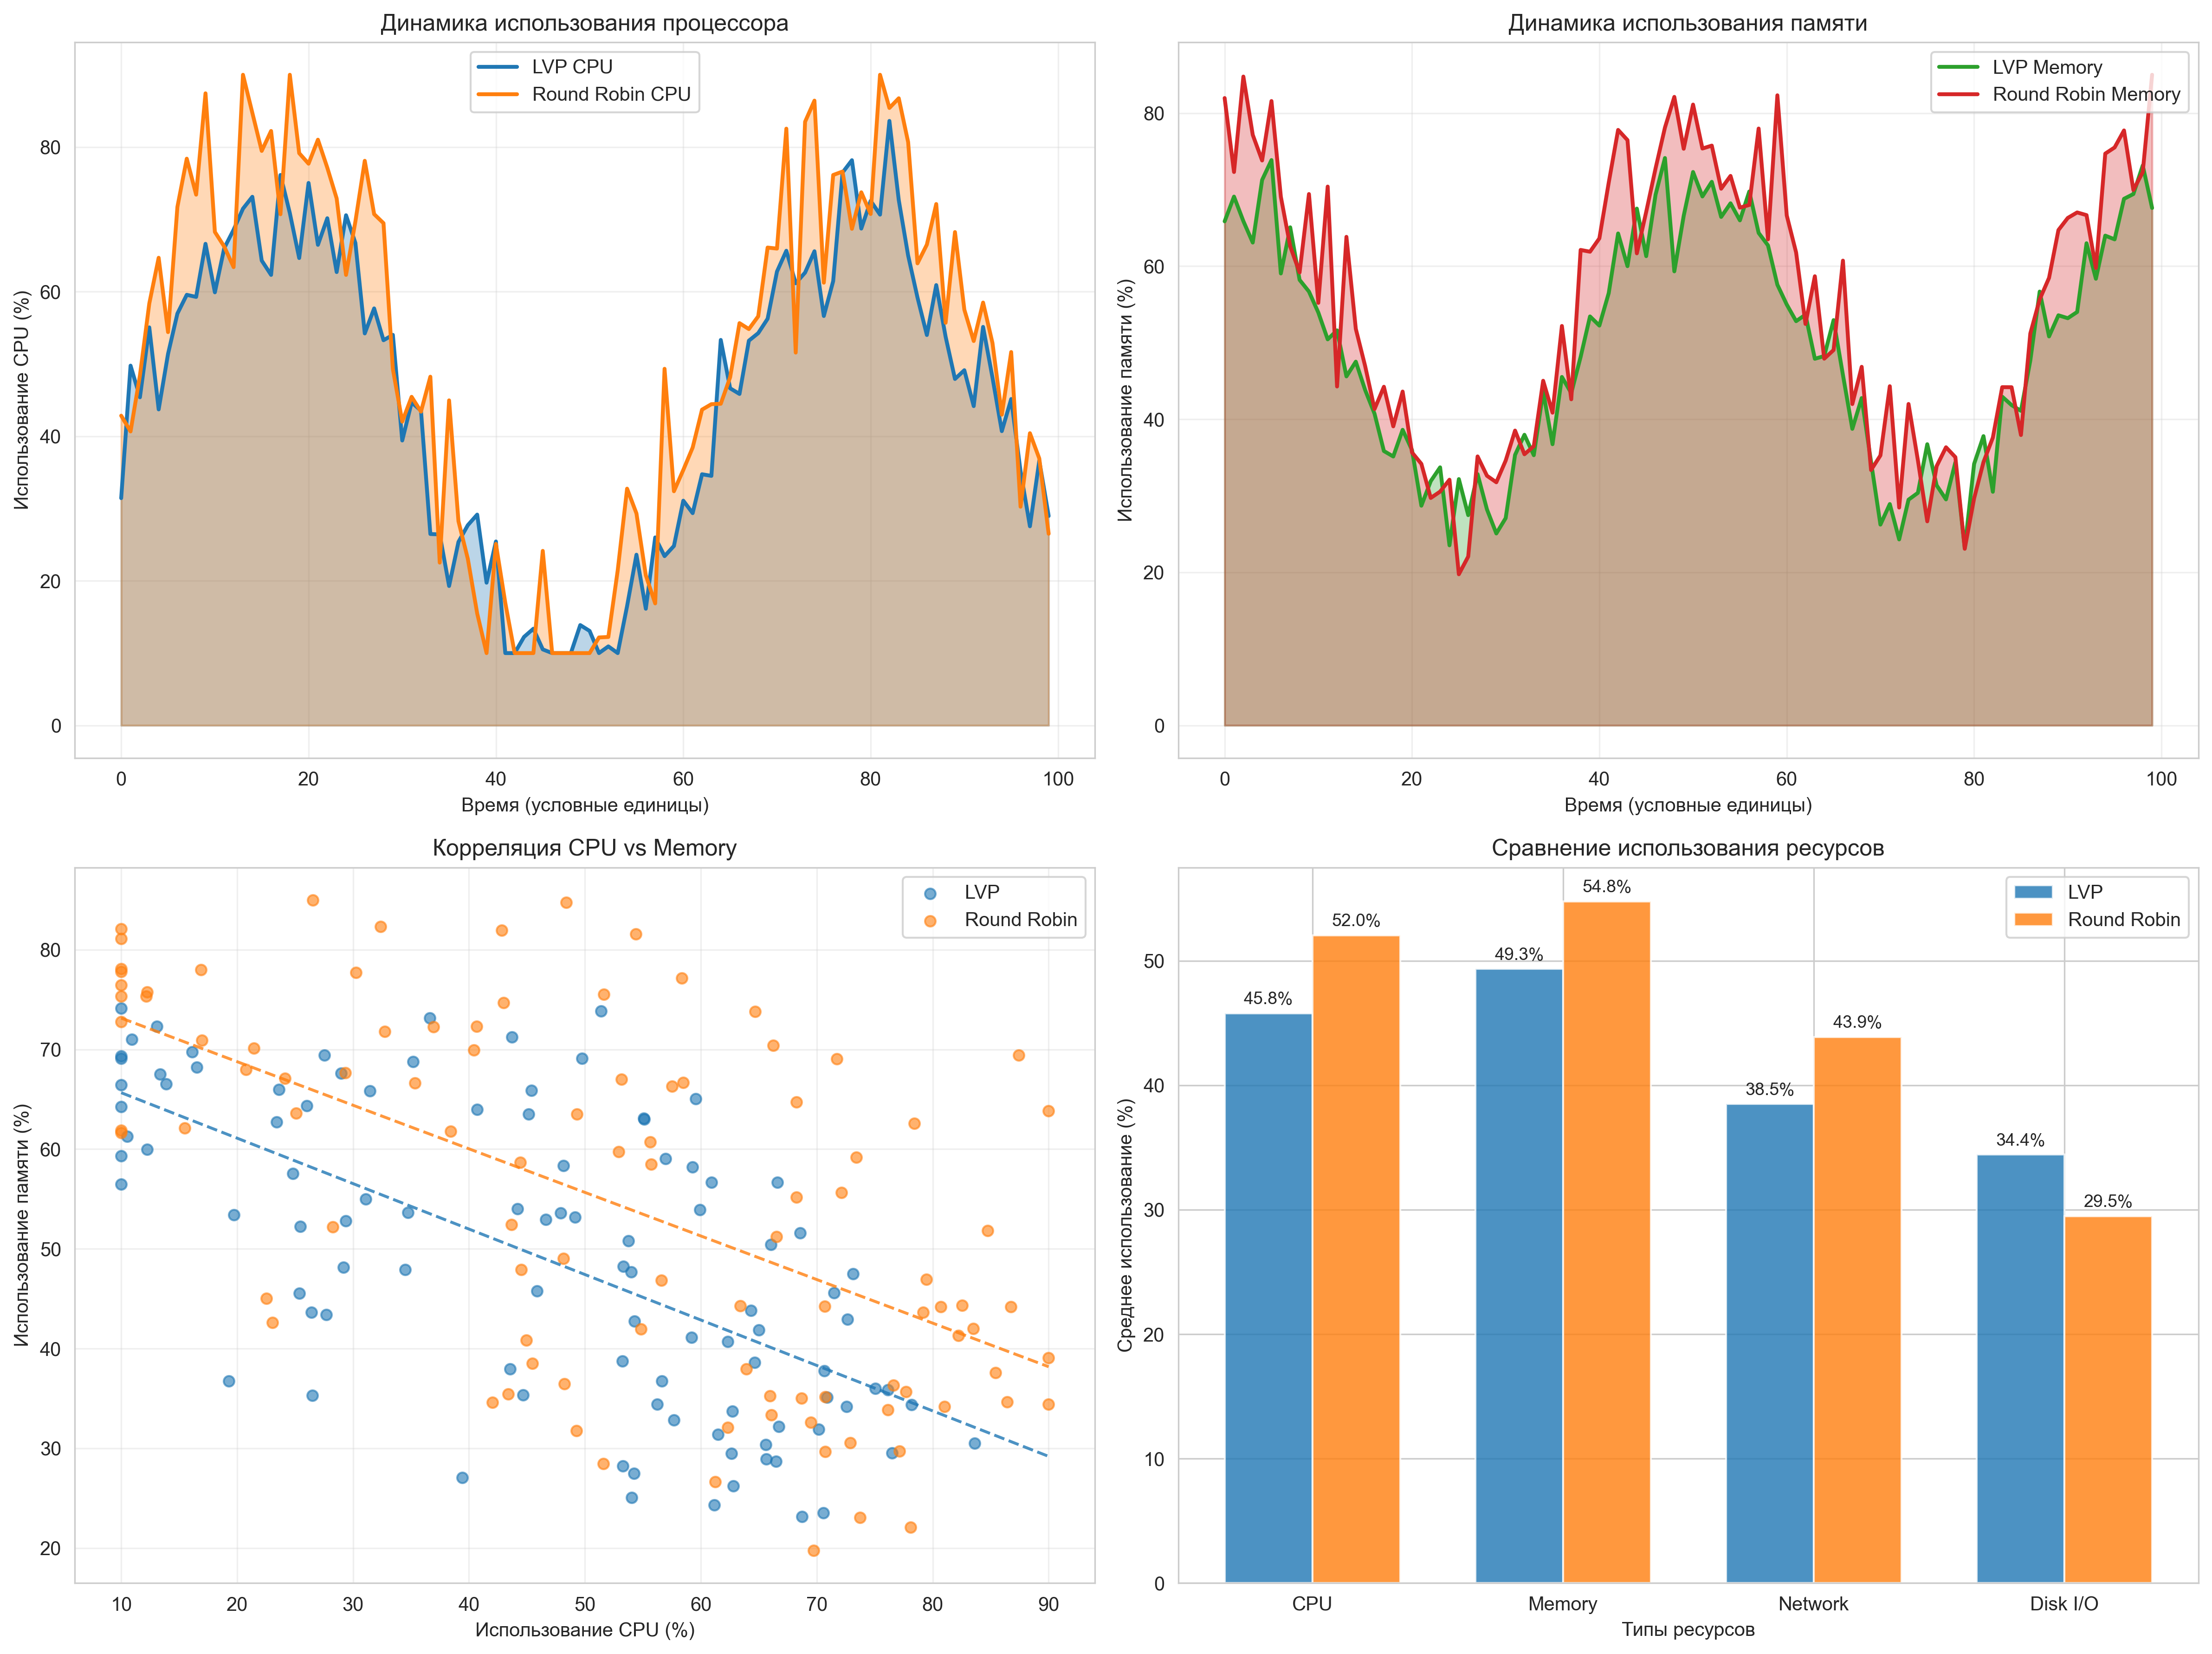 Динамика использования процессора
LVP CPU
Round Robin CPU
Использование CPU (%)
80
60
40
20
0
0 20 40 60 80 100
Время (условные единицы)
Динамика использования памяти
LVP Memory
Round Robin Memory
Использование памяти (%)
80
60
40
20
0
0 20 40 60 80 100
Время (условные единицы)
Корреляция CPU vs Memory
LVP
Round Robin
Использование памяти (%)
80
70
60
50
40
30
20
10 20 30 40 50 60 70 80 90
Использование CPU (%)
Сравнение использования ресурсов
LVP
Round Robin
Среднее использование (%)
50
40
30
20
10
0
45.8% 52.0% 49.3% 54.8% 38.5% 43.9% 34.4% 29.5%
CPU Memory Network Disk I/O
Типы ресурсов